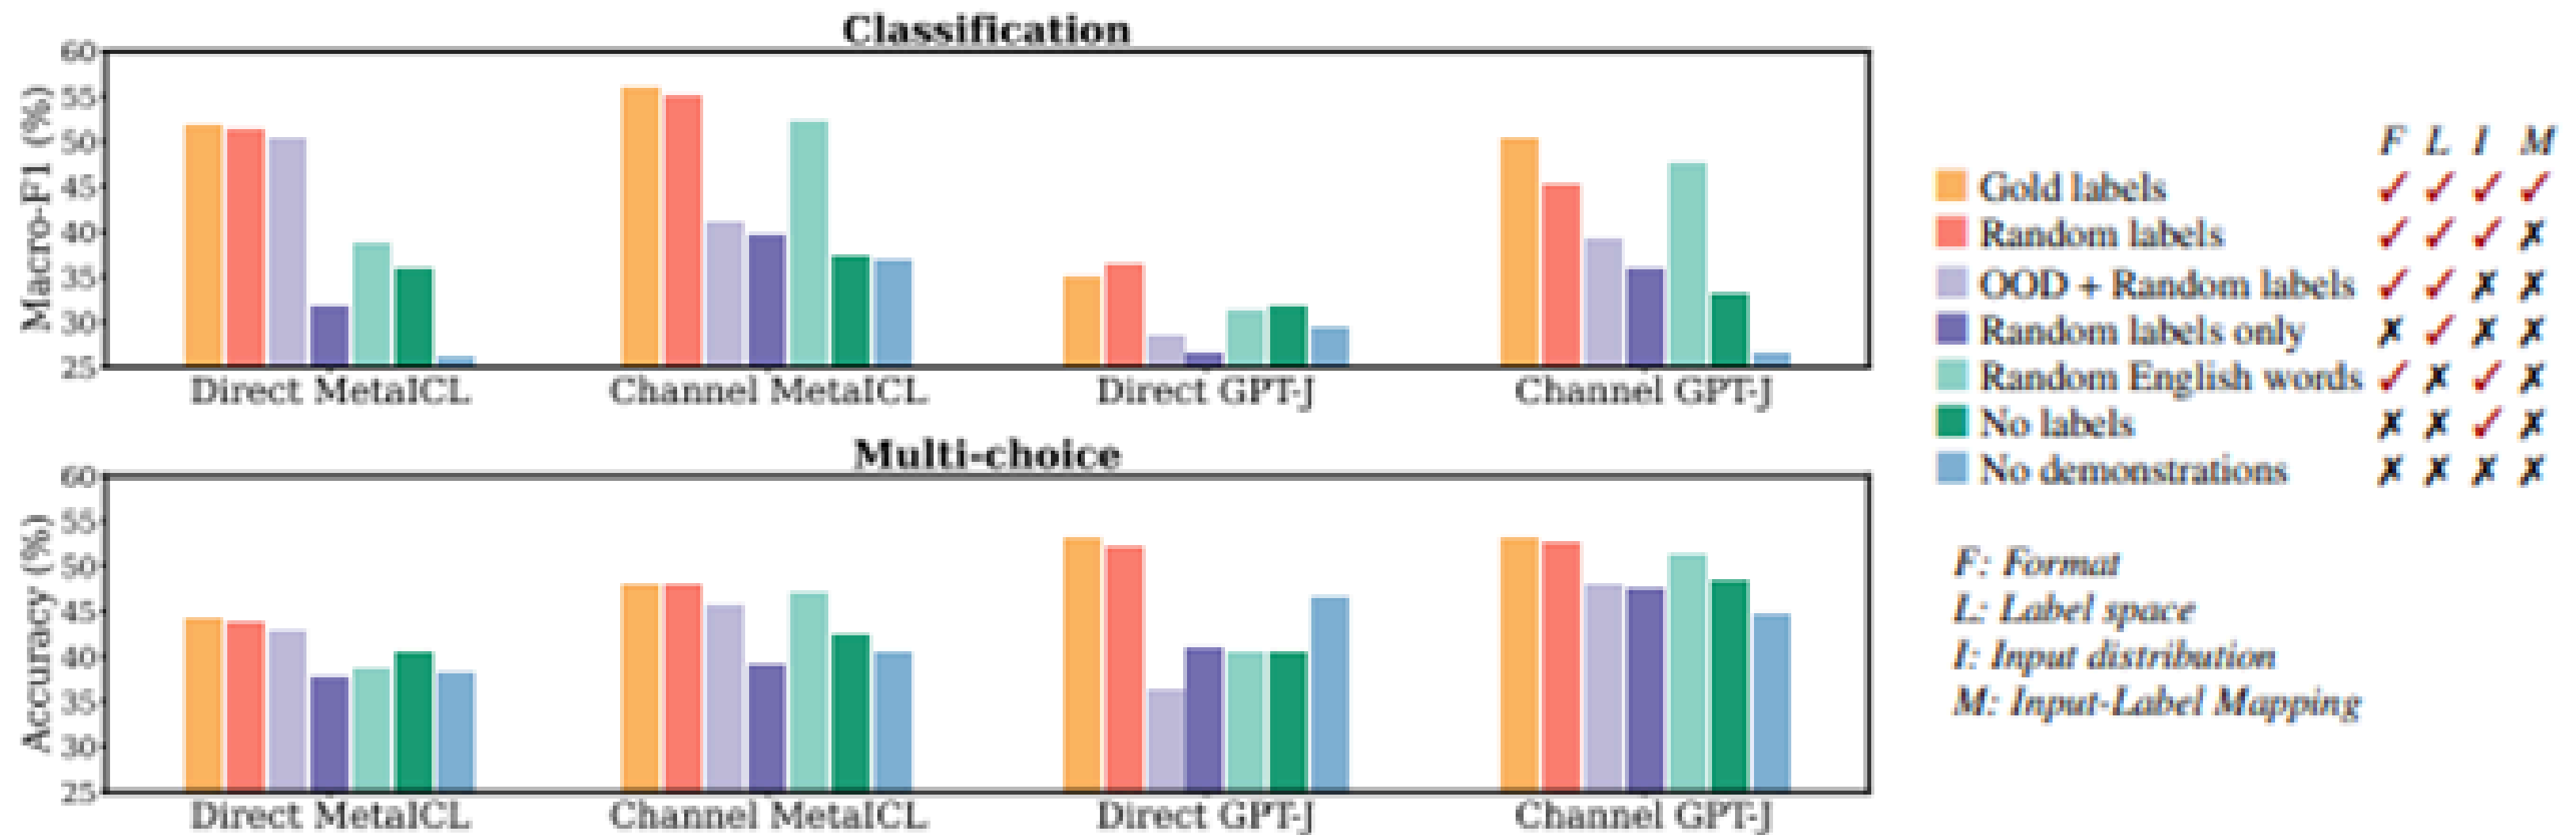 Classification
Macro-F1 (%)
60
55
50
45
40
35
30
25
Direct MetaICL Channel MetaICL Direct GPT-J Channel GPT-J
Multi-choice
Accuracy (%)
60
55
50
45
40
35
30
25
Direct MetaICL Channel MetaICL Direct GPT-J Channel GPT-J
F L I M
Gold labels ✓ ✓ ✓ ✓
Random labels ✓ ✓ ✓ ✗
OOD + Random labels ✓ ✓ ✗ ✗
Random labels only ✗ ✓ ✗ ✗
Random English words ✓ ✗ ✓ ✗
No labels ✗ ✗ ✓ ✗
No demonstrations ✗ ✗ ✗ ✗
F: Format
L: Label space
I: Input distribution
M: Input-Label Mapping